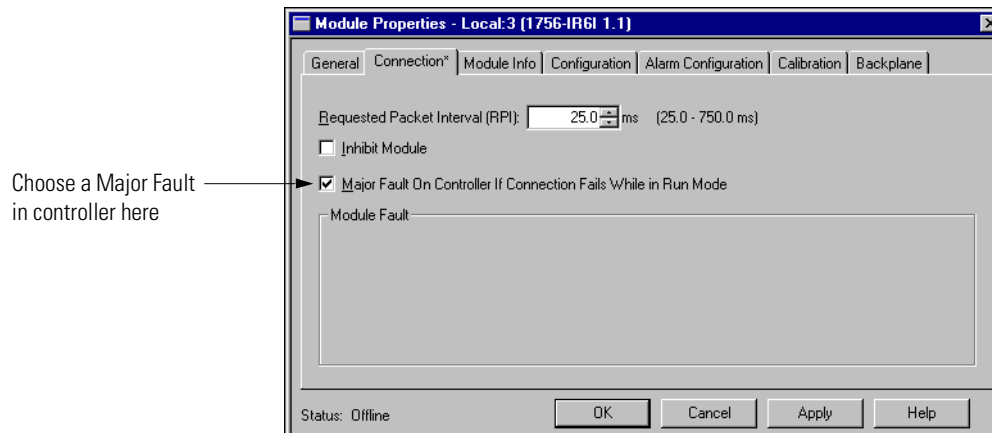 Module Properties - Local:3 (1756-IR6I 1.1)
General Connection* Module Info Configuration Alarm Configuration Calibration Backplane
Requested Packet Interval (RPI): 25.0 ms (25.0 - 750.0 ms)
Inhibit Module
Choose a Major Fault
in controller here
Major Fault On Controller If Connection Fails While in Run Mode
Module Fault
Status: Offline
OK Cancel Apply Help